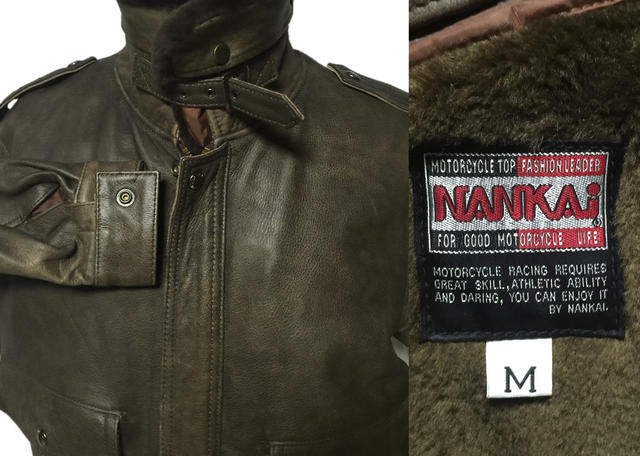 MOTORCYCLE TOP FASHION LEADER
NANKAi
®
FOR GOOD MOTORCYCLE LIFE!
MOTORCYCLE RACING REQUIRES
GREAT SKILL, ATHLETIC ABILITY
AND DARING, YOU CAN ENJOY IT
BY NANKAI.
M